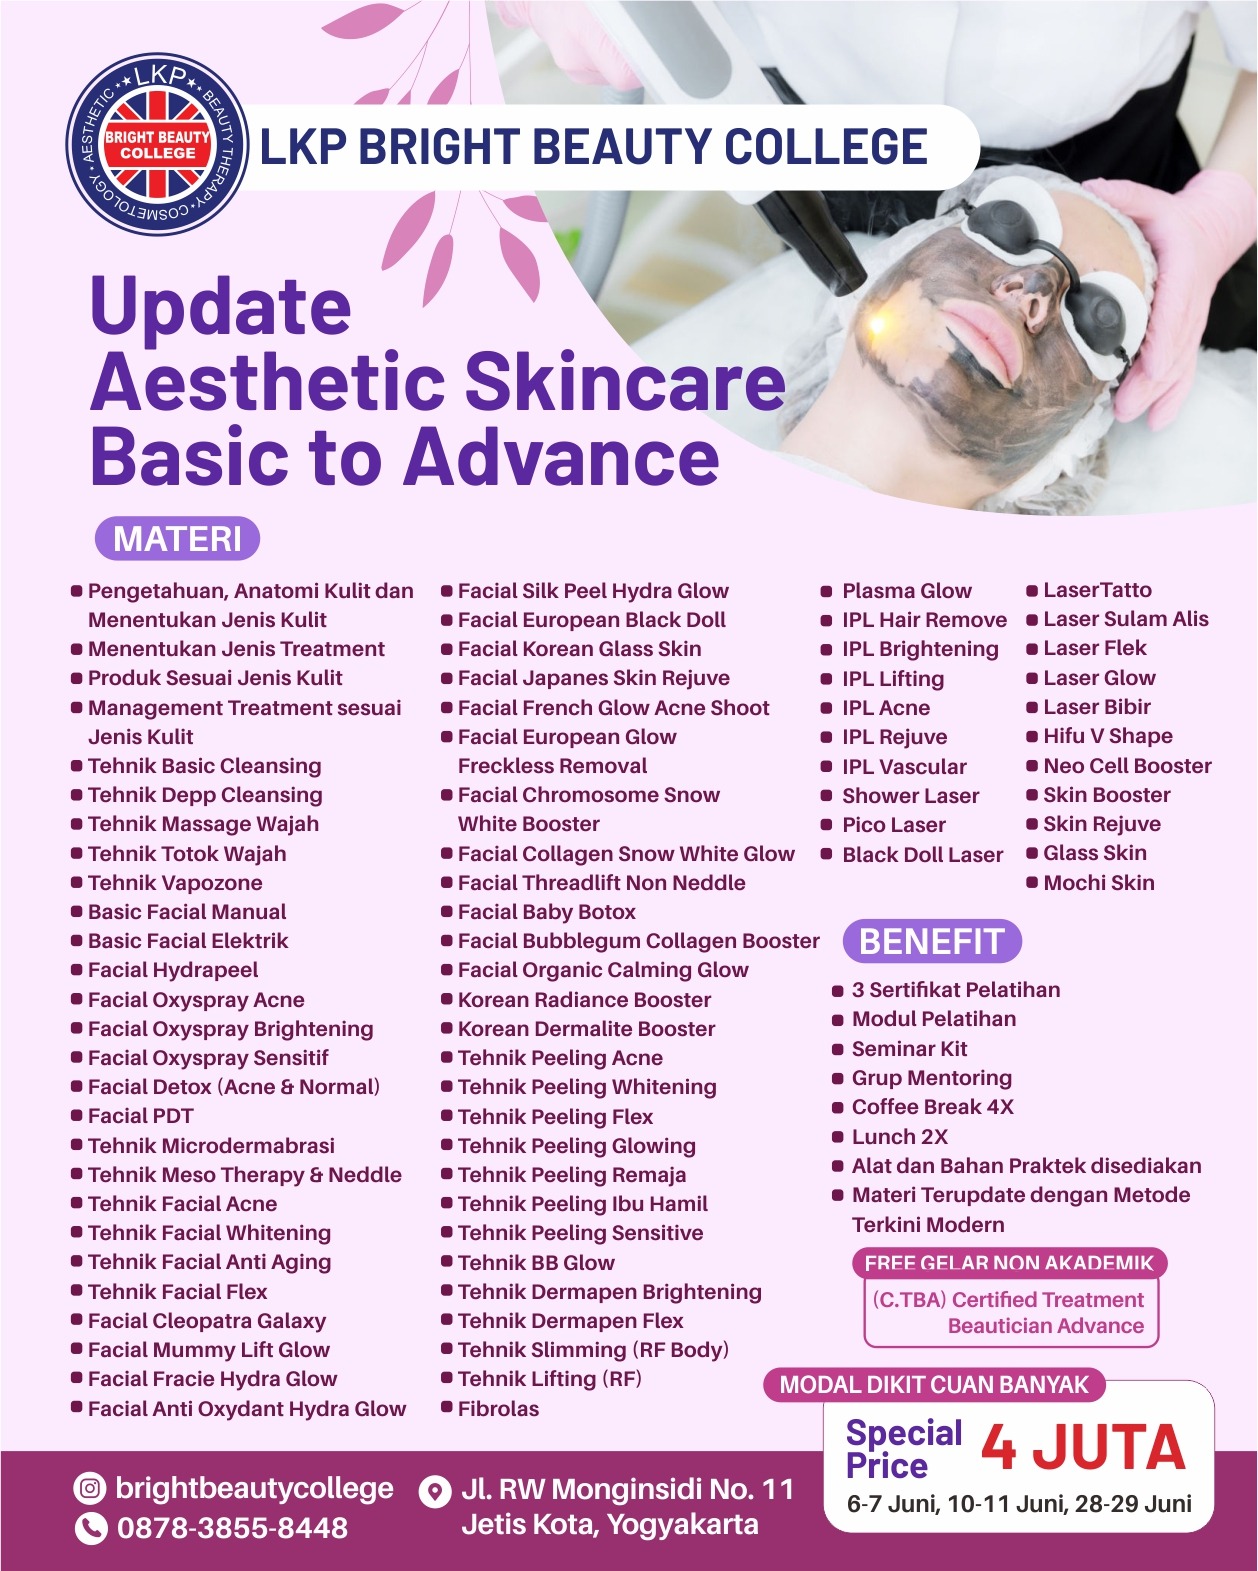 LKP
AESTHETIC
BEAUTY THERAPY
COSMETOLOGY
BRIGHT BEAUTY
COLLEGE
LKP BRIGHT BEAUTY COLLEGE
Update
Aesthetic Skincare
Basic to Advance
MATERI
Pengetahuan, Anatomi Kulit dan
Menentukan Jenis Kulit
Menentukan Jenis Treatment
Produk Sesuai Jenis Kulit
Management Treatment sesuai
Jenis Kulit
Tehnik Basic Cleansing
Tehnik Depp Cleansing
Tehnik Massage Wajah
Tehnik Totok Wajah
Tehnik Vapozone
Basic Facial Manual
Basic Facial Elektrik
Facial Hydrapeel
Facial Oxyspray Acne
Facial Oxyspray Brightening
Facial Oxyspray Sensitif
Facial Detox (Acne & Normal)
Facial PDT
Tehnik Microdermabrasi
Tehnik Meso Therapy & Neddle
Tehnik Facial Acne
Tehnik Facial Whitening
Tehnik Facial Anti Aging
Tehnik Facial Flex
Facial Cleopatra Galaxy
Facial Mummy Lift Glow
Facial Fracie Hydra Glow
Facial Anti Oxydant Hydra Glow
Facial Silk Peel Hydra Glow
Facial European Black Doll
Facial Korean Glass Skin
Facial Japanes Skin Rejuve
Facial French Glow Acne Shoot
Facial European Glow
Freckless Removal
Facial Chromosome Snow
White Booster
Facial Collagen Snow White Glow
Facial Threadlift Non Neddle
Facial Baby Botox
Facial Bubblegum Collagen Booster
Facial Organic Calming Glow
Korean Radiance Booster
Korean Dermalite Booster
Tehnik Peeling Acne
Tehnik Peeling Whitening
Tehnik Peeling Flex
Tehnik Peeling Glowing
Tehnik Peeling Remaja
Tehnik Peeling Ibu Hamil
Tehnik Peeling Sensitive
Tehnik BB Glow
Tehnik Dermapen Brightening
Tehnik Dermapen Flex
Tehnik Slimming (RF Body)
Tehnik Lifting (RF)
Fibrolas
Plasma Glow
IPL Hair Remove
IPL Brightening
IPL Lifting
IPL Acne
IPL Rejuve
IPL Vascular
Shower Laser
Pico Laser
Black Doll Laser
LaserTatto
Laser Sulam Alis
Laser Flek
Laser Glow
Laser Bibir
Hifu V Shape
Neo Cell Booster
Skin Booster
Skin Rejuve
Glass Skin
Mochi Skin
BENEFIT
3 Sertifikat Pelatihan
Modul Pelatihan
Seminar Kit
Grup Mentoring
Coffee Break 4X
Lunch 2X
Alat dan Bahan Praktek disediakan
Materi Terupdate dengan Metode
Terkini Modern
FREE GELAR NON AKADEMIK
(C.TBA) Certified Treatment
Beautician Advance
MODAL DIKIT CUAN BANYAK
Special
Price
4 JUTA
6-7 Juni, 10-11 Juni, 28-29 Juni
brightbeautycollege
0878-3855-8448
Jl. RW Monginsidi No. 11
Jetis Kota, Yogyakarta